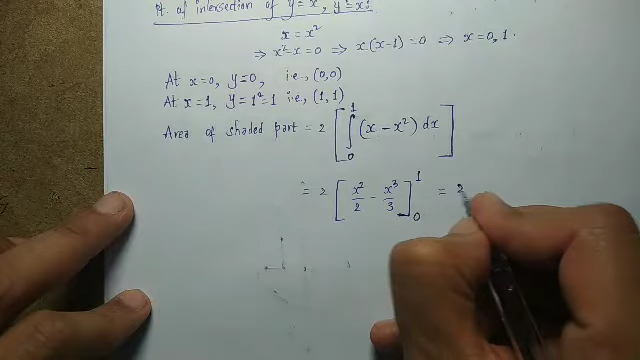 Pt. of intersection of y = x, y = x².
x = x²
⇒ x² - x = 0 ⇒ x(x-1) = 0 ⇒ x = 0, 1.
At x=0, y=0, i.e., (0,0)
At x=1, y=1²=1 i.e., (1,1)
Area of shaded part = 2 [ ∫₀¹ (x - x²) dx ]
= 2 [ x²/2 - x³/3 ]₀¹ = 2